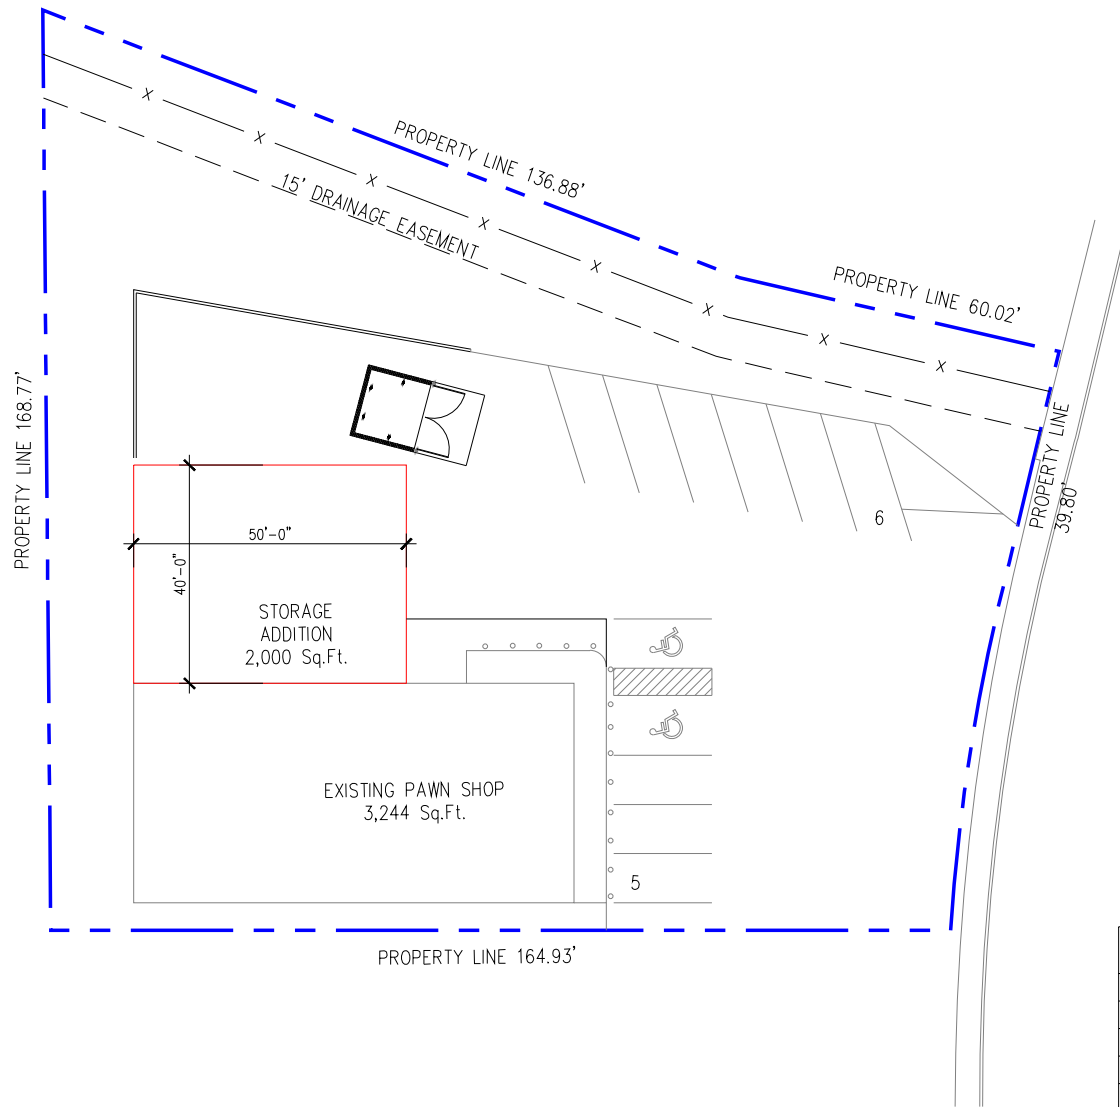 PROPERTY LINE 136.88'
15' DRAINAGE EASEMENT
PROPERTY LINE 60.02'
PROPERTY LINE 168.77'
PROPERTY LINE
39.80'
6
50'-0"
40'-0"
STORAGE
ADDITION
2,000 Sq.Ft.
EXISTING PAWN SHOP
3,244 Sq.Ft.
5
PROPERTY LINE 164.93'
X
X
X
X
X
X
X
X